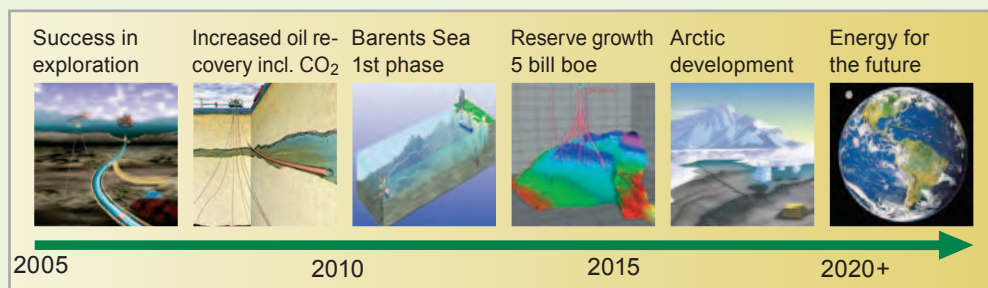 Success in
exploration
Increased oil re-
covery incl. CO₂
Barents Sea
1st phase
Reserve growth
5 bill boe
Arctic
development
Energy for
the future
2005
2010
2015
2020+